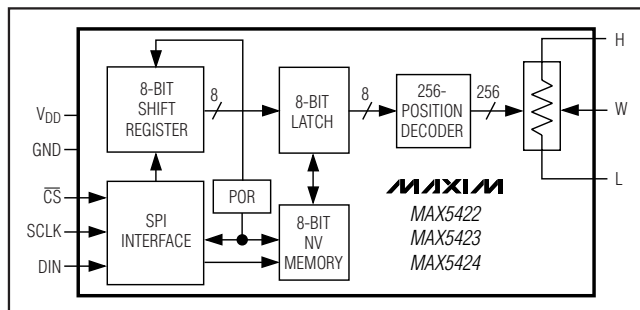 8-BIT
SHIFT
REGISTER
8
8-BIT
LATCH
8
256-
POSITION
DECODER
256
H
W
L
VDD
GND
CS
SCLK
DIN
SPI
INTERFACE
POR
8-BIT
NV
MEMORY
MAXIM
MAX5422
MAX5423
MAX5424